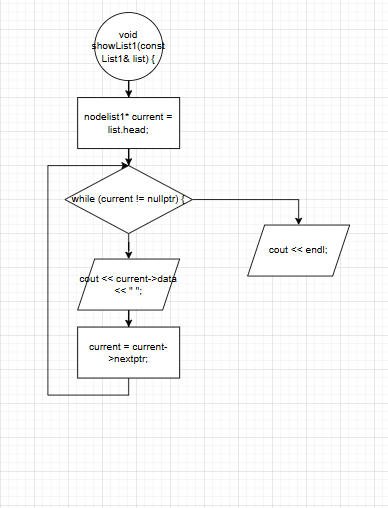 void
showList1(const
List1& list) {
nodelist1* current =
list.head;
while (current != nullptr) {
cout << endl;
cout << current->data
<< " ";
current = current-
>nextptr;